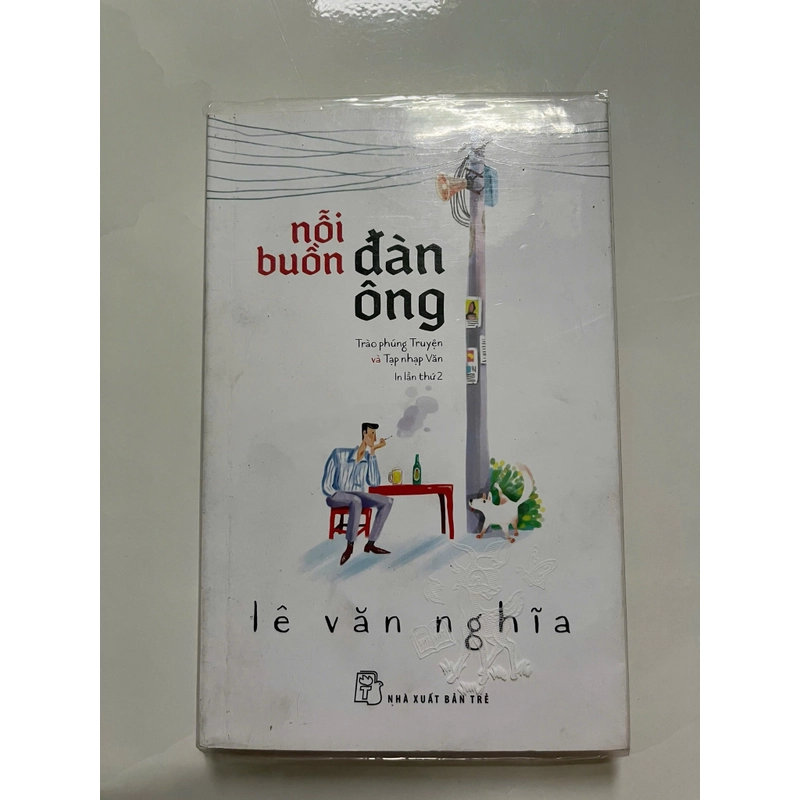 nỗi
buồn đàn
ông
Trào phúng Truyện
và Tạp nhạp Văn
In lần thứ 2
lê văn nghĩa
NHÀ XUẤT BẢN TRẺ